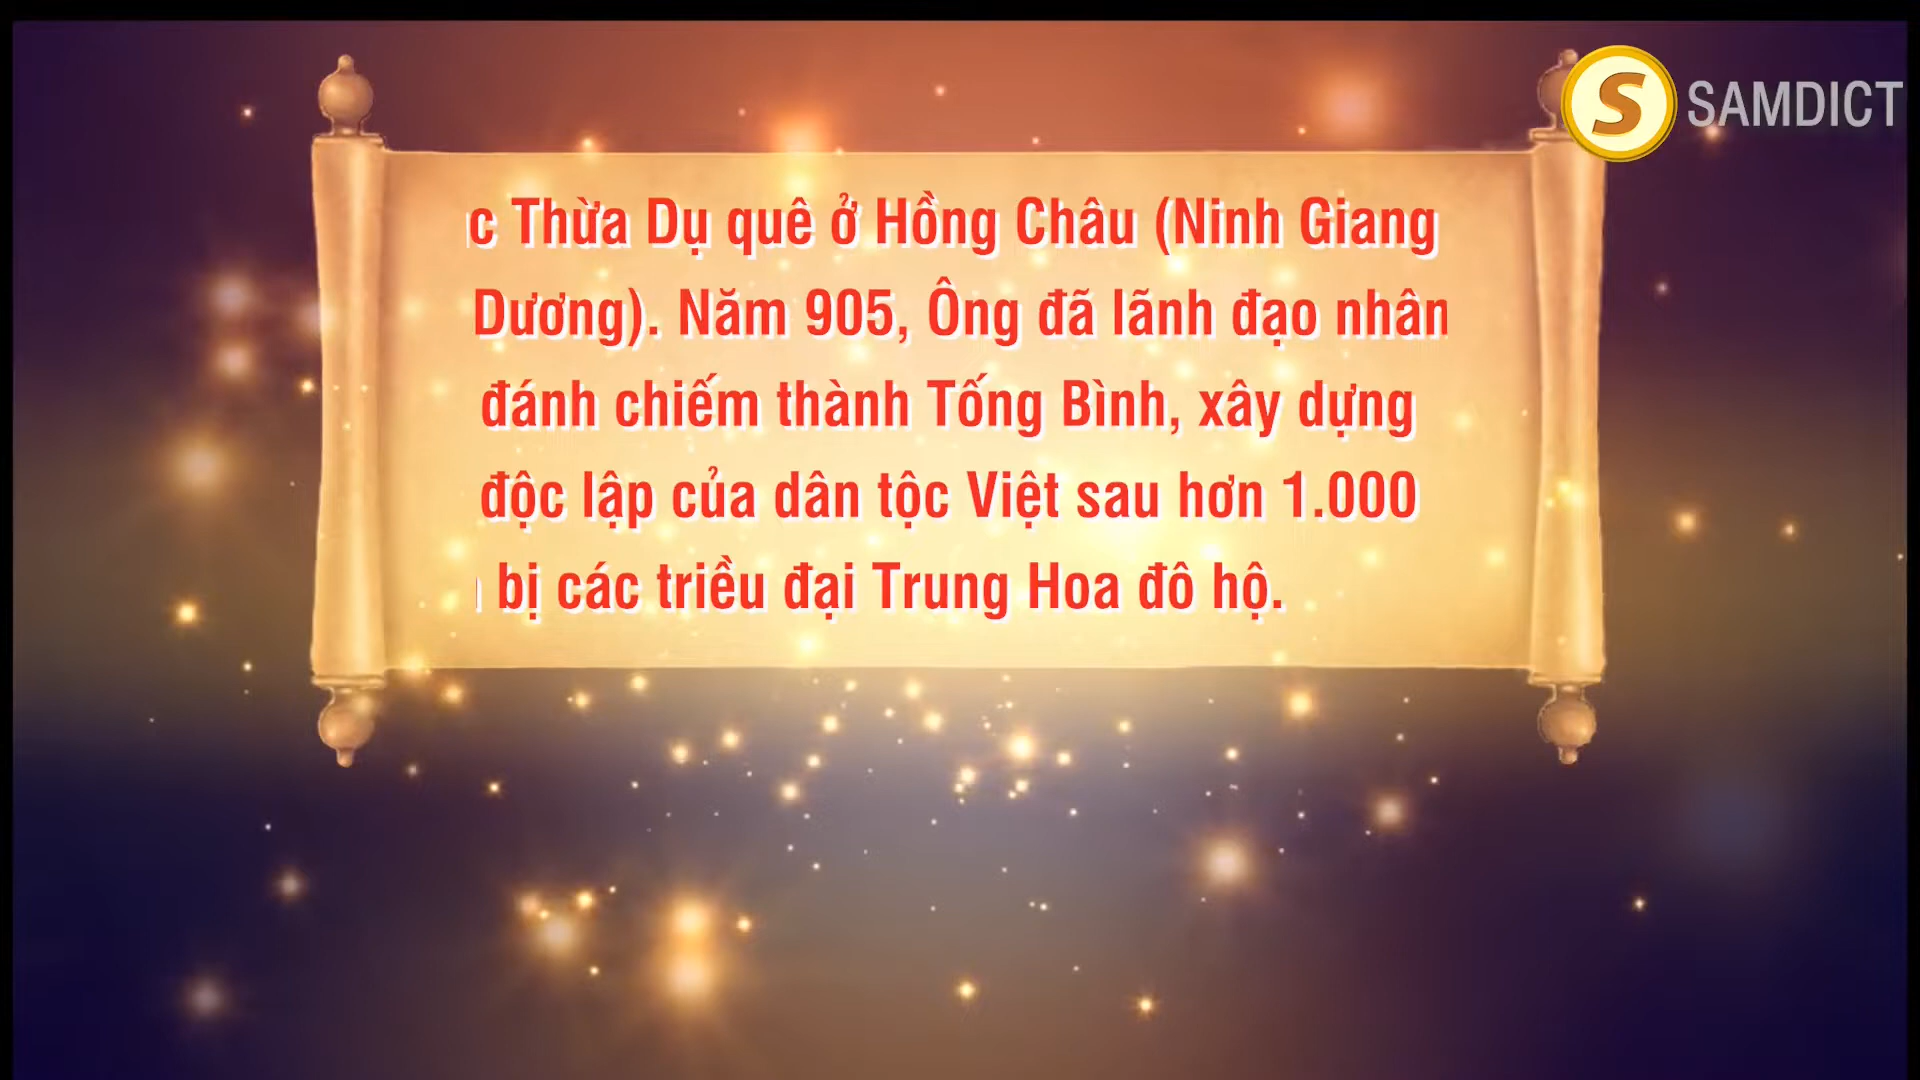 SAMDICT
Thừa Dụ quê ở Hồng Châu (Ninh Giang
Dương). Năm 905, Ông đã lãnh đạo nhân
đánh chiếm thành Tống Bình, xây dựng
độc lập của dân tộc Việt sau hơn 1.000
bị các triều đại Trung Hoa đô hộ.